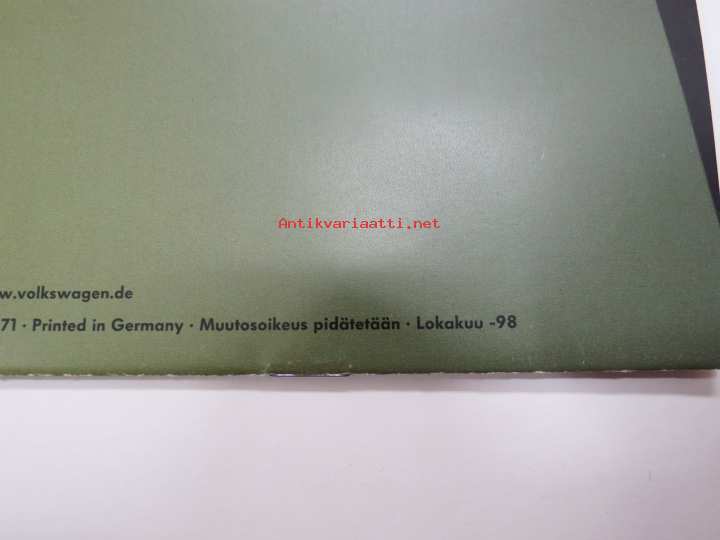 Antikvariaatti.net
w.volkswagen.de
71 · Printed in Germany · Muutosoikeus pidätetään · Lokakuu -98